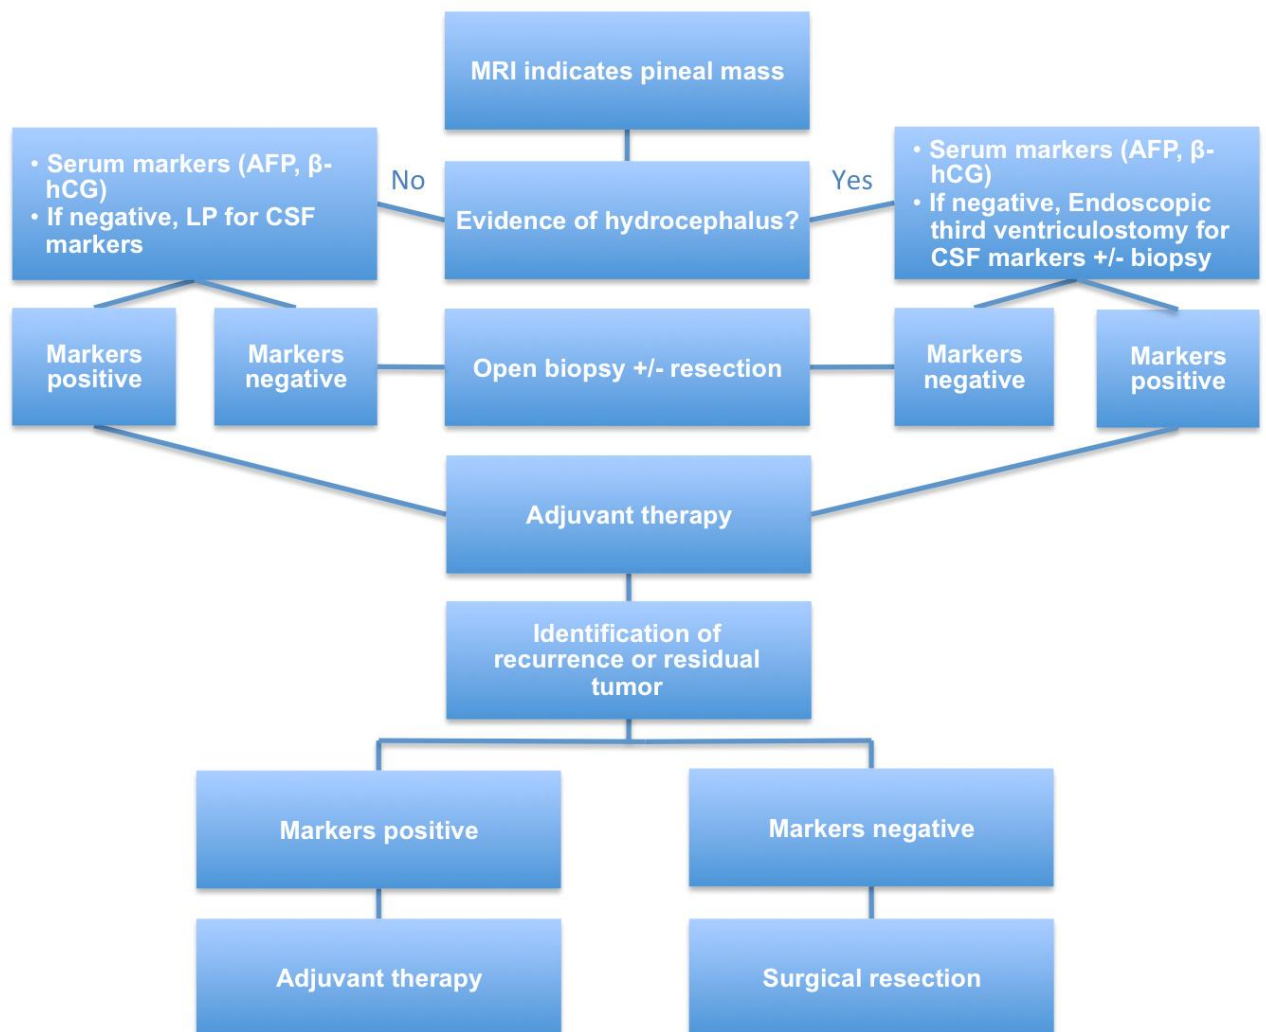 MRI indicates pineal mass
• Serum markers (AFP, β-
hCG)
• If negative, LP for CSF
markers
No
Evidence of hydrocephalus?
Yes
• Serum markers (AFP, β-
hCG)
• If negative, Endoscopic
third ventriculostomy for
CSF markers +/- biopsy
Markers
positive
Markers
negative
Open biopsy +/- resection
Markers
negative
Markers
positive
Adjuvant therapy
Identification of
recurrence or residual
tumor
Markers positive
Markers negative
Adjuvant therapy
Surgical resection